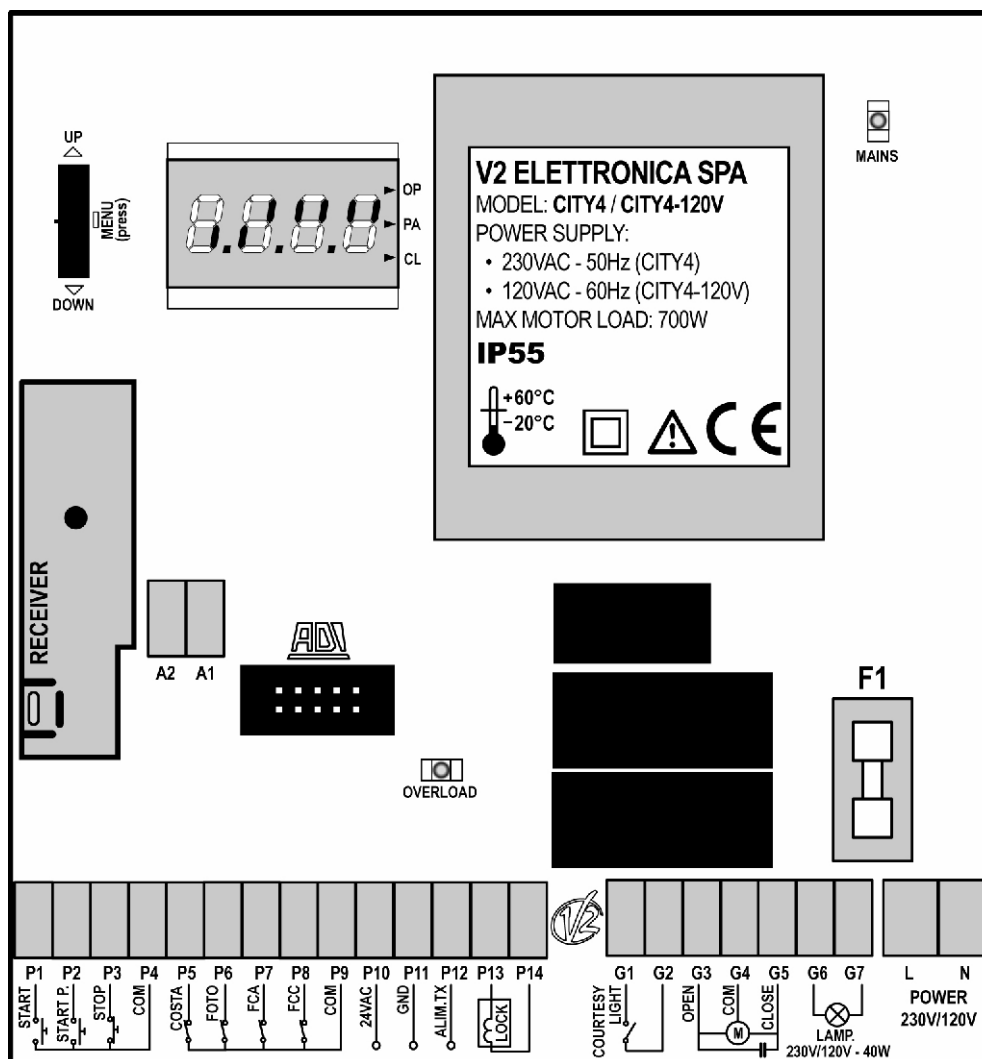 UP
MENU
(press)
DOWN
OP
PA
CL
V2 ELETTRONICA SPA
MODEL: CITY4 / CITY4-120V
POWER SUPPLY:
• 230VAC - 50Hz (CITY4)
• 120VAC - 60Hz (CITY4-120V)
MAX MOTOR LOAD: 700W
IP55
+60°C
-20°C
CE
MAINS
RECEIVER
A2 A1
ADI
OVERLOAD
F1
V2
P1 P2 P3 P4 P5 P6 P7 P8 P9 P10 P11 P12 P13 P14
START
START P.
STOP
COM
COSTA
FOTO
FCA
FCC
COM
24VAC
GND
ALIM.TX
LOCK
G1 G2 G3 G4 G5 G6 G7
COURTESY
LIGHT
OPEN
COM
M
CLOSE
LAMP.
230V/120V - 40W
L N
POWER
230V/120V